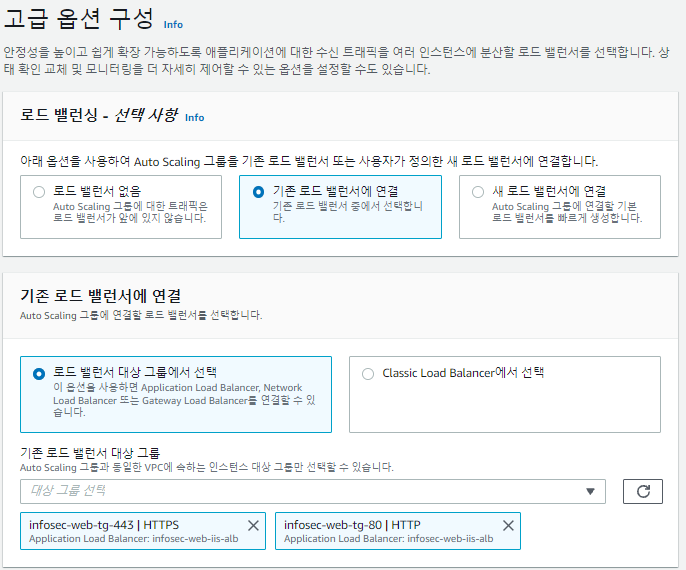 고급 옵션 구성 Info
안정성을 높이고 쉽게 확장 가능하도록 애플리케이션에 대한 수신 트래픽을 여러 인스턴스에 분산할 로드 밸런서를 선택합니다. 상
태 확인 교체 및 모니터링을 더 자세히 제어할 수 있는 옵션을 설정할 수도 있습니다.
로드 밸런싱 - 선택 사항 Info
아래 옵션을 사용하여 Auto Scaling 그룹을 기존 로드 밸런서 또는 사용자가 정의한 새 로드 밸런서에 연결합니다.
로드 밸런서 없음
Auto Scaling 그룹에 대한 트래픽은
로드 밸런서가 앞에 있지 않습니다.
기존 로드 밸런서에 연결
기존 로드 밸런서 중에서 선택합니
다.
새 로드 밸런서에 연결
Auto Scaling 그룹에 연결할 기본
로드 밸런서를 빠르게 생성합니다.
기존 로드 밸런서에 연결
Auto Scaling 그룹에 연결할 로드 밸런서를 선택합니다.
로드 밸런서 대상 그룹에서 선택
이 옵션을 사용하면 Application Load Balancer, Network
Load Balancer 또는 Gateway Load Balancer를 연결할 수 있
습니다.
Classic Load Balancer에서 선택
기존 로드 밸런서 대상 그룹
Auto Scaling 그룹과 동일한 VPC에 속하는 인스턴스 대상 그룹만 선택할 수 있습니다.
대상 그룹 선택
infosec-web-tg-443 | HTTPS
Application Load Balancer: infosec-web-iis-alb
infosec-web-tg-80 | HTTP
Application Load Balancer: infosec-web-iis-alb